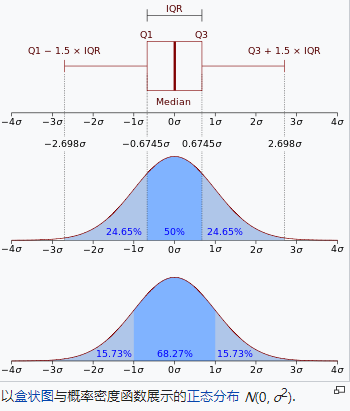 IQR
Q1 Q3
Q1 − 1.5 × IQR Q3 + 1.5 × IQR
Median
−4σ −3σ −2σ −1σ 0σ 1σ 2σ 3σ 4σ
−2.698σ −0.6745σ 0.6745σ 2.698σ
24.65% 50% 24.65%
−4σ −3σ −2σ −1σ 0σ 1σ 2σ 3σ 4σ
15.73% 68.27% 15.73%
−4σ −3σ −2σ −1σ 0σ 1σ 2σ 3σ 4σ
以盒状图与概率密度函数展示的正态分布 N(0, σ²).